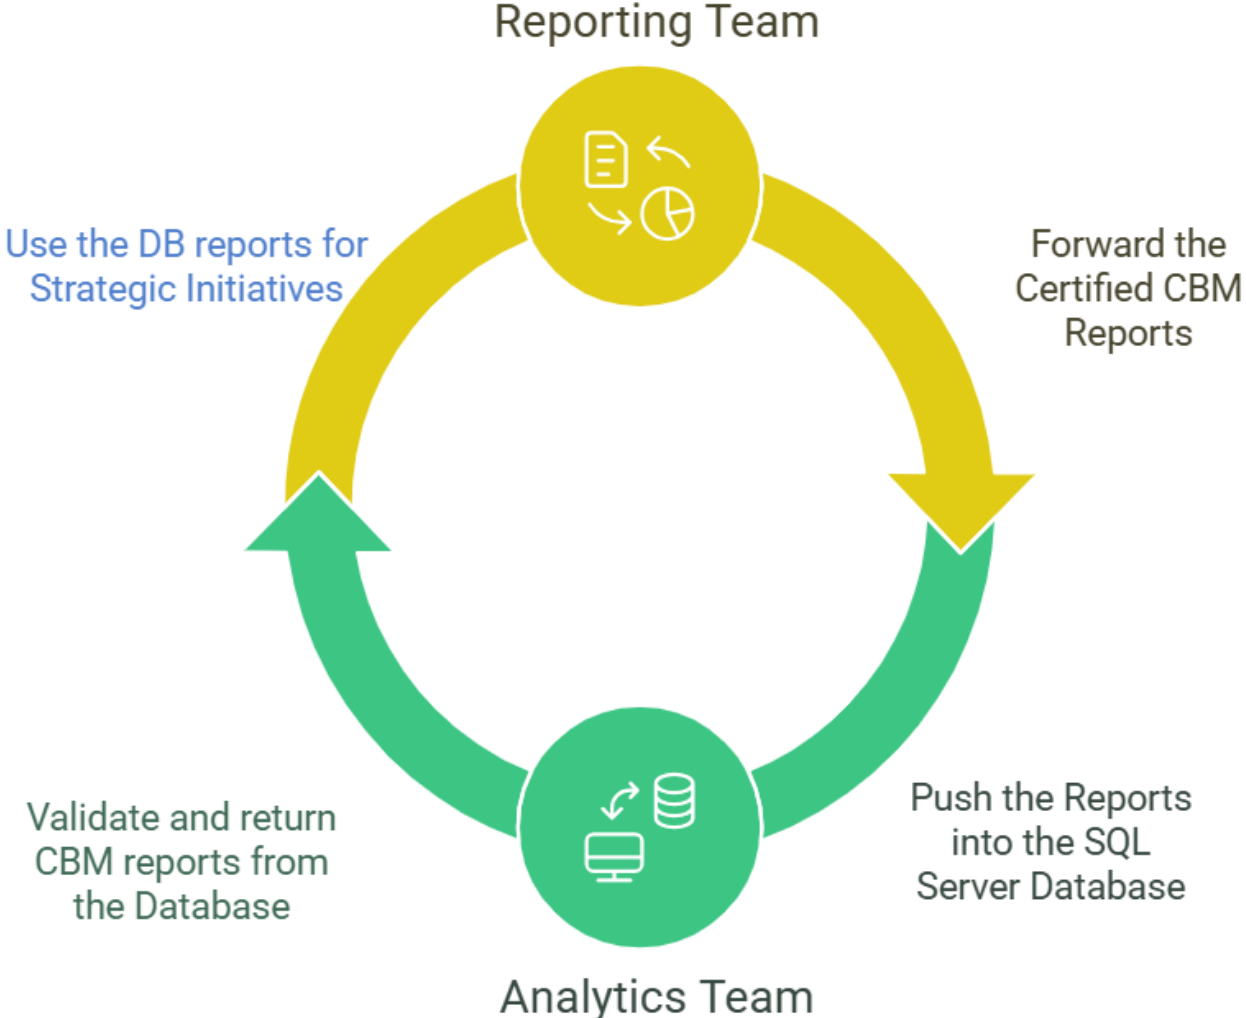 Reporting Team
Use the DB reports for
Strategic Initiatives
Forward the
Certified CBM
Reports
Validate and return
CBM reports from
the Database
Push the Reports
into the SQL
Server Database
Analytics Team